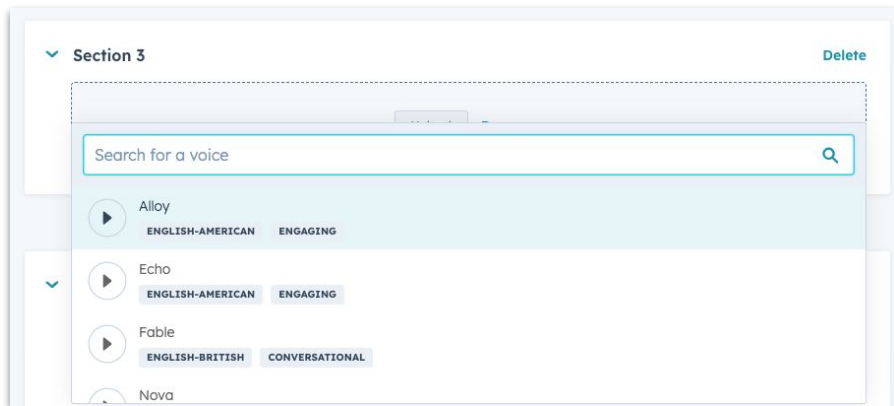 Section 3
Delete
Search for a voice
Alloy
ENGLISH-AMERICAN ENGAGING
Echo
ENGLISH-AMERICAN ENGAGING
Fable
ENGLISH-BRITISH CONVERSATIONAL
Nova